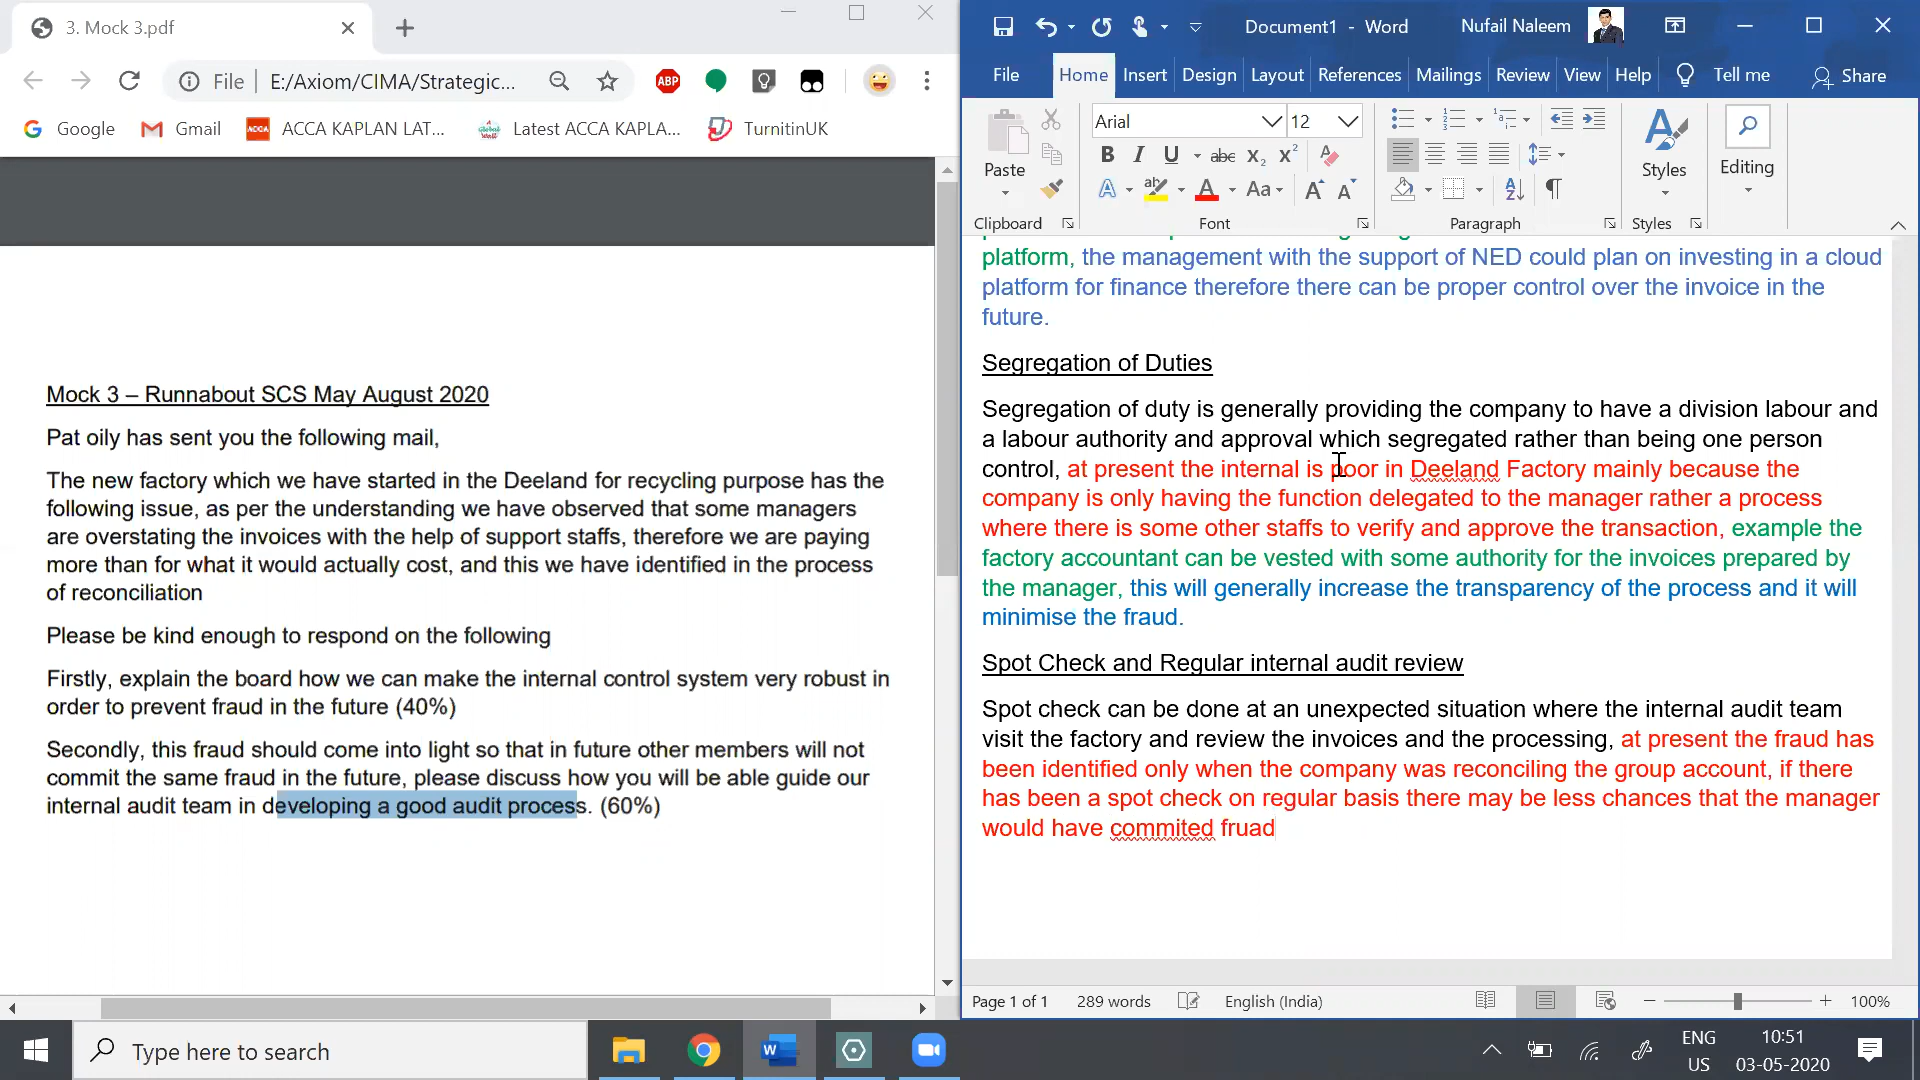 3. Mock 3.pdf
File
E:/Axiom/CIMA/Strategic...
ABP
Google
Gmail
ACCA
ACCA KAPLAN LAT...
Latest ACCA KAPLA...
TurnitinUK
Mock 3 – Runnabout SCS May August 2020
Pat oily has sent you the following mail,
The new factory which we have started in the Deeland for recycling purpose has the
following issue, as per the understanding we have observed that some managers
are overstating the invoices with the help of support staffs, therefore we are paying
more than for what it would actually cost, and this we have identified in the process
of reconciliation
Please be kind enough to respond on the following
Firstly, explain the board how we can make the internal control system very robust in
order to prevent fraud in the future (40%)
Secondly, this fraud should come into light so that in future other members will not
commit the same fraud in the future, please discuss how you will be able guide our
internal audit team in developing a good audit process. (60%)
Document1 - Word
Nufail Naleem
File Home Insert Design Layout References Mailings Review View Help Tell me Share
Paste
Clipboard
Arial
12
Font
Paragraph
Styles
Styles
Editing
platform, the management with the support of NED could plan on investing in a cloud
platform for finance therefore there can be proper control over the invoice in the
future.
Segregation of Duties
Segregation of duty is generally providing the company to have a division labour and
a labour authority and approval which segregated rather than being one person
control, at present the internal is poor in Deeland Factory mainly because the
company is only having the function delegated to the manager rather a process
where there is some other staffs to verify and approve the transaction, example the
factory accountant can be vested with some authority for the invoices prepared by
the manager, this will generally increase the transparency of the process and it will
minimise the fraud.
Spot Check and Regular internal audit review
Spot check can be done at an unexpected situation where the internal audit team
visit the factory and review the invoices and the processing, at present the fraud has
been identified only when the company was reconciling the group account, if there
has been a spot check on regular basis there may be less chances that the manager
would have commited fruad
Page 1 of 1
289 words
English (India)
100%
Type here to search
ENG
US
10:51
03-05-2020